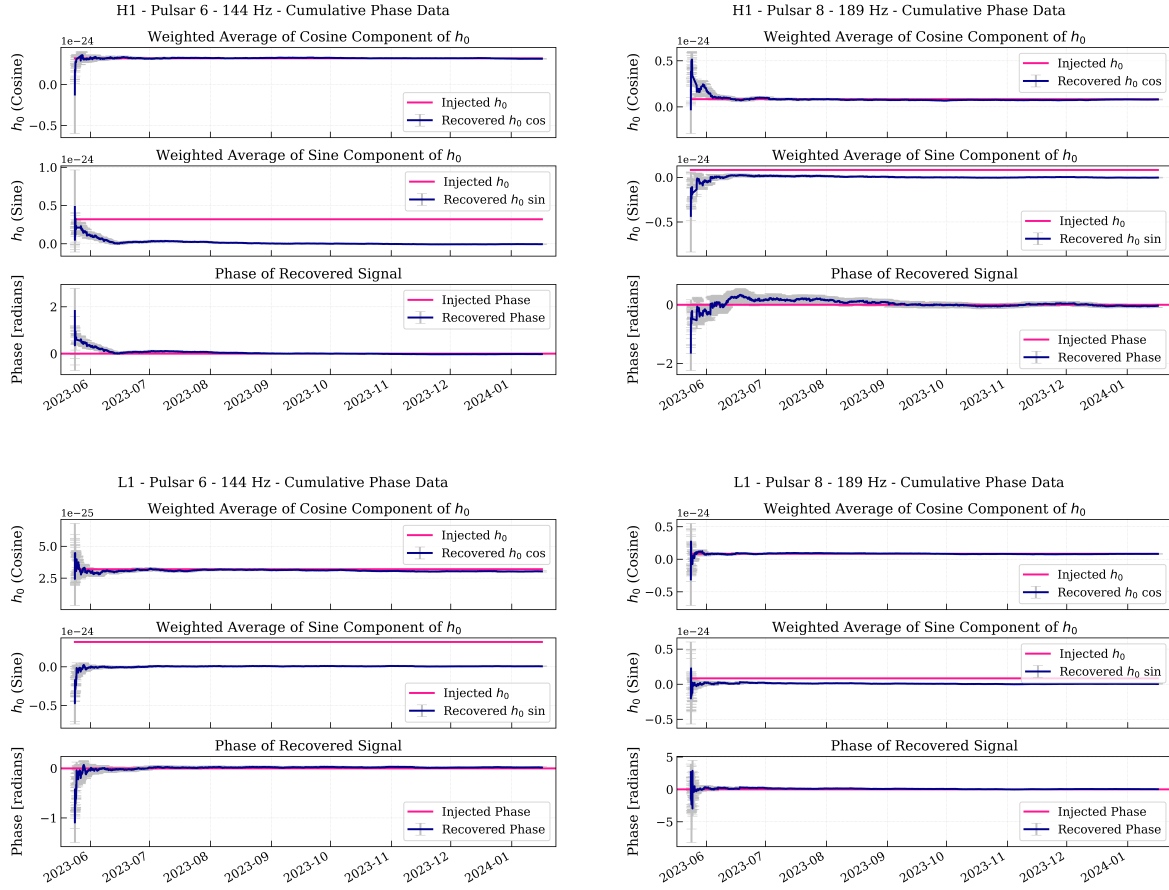 H1 - Pulsar 6 - 144 Hz - Cumulative Phase Data
Weighted Average of Cosine Component of h₀
1e−24
h₀ (Cosine)
0.0
−0.5
Injected h₀
Recovered h₀ cos
Weighted Average of Sine Component of h₀
1e−24
h₀ (Sine)
1.0
0.5
0.0
Injected h₀
Recovered h₀ sin
Phase of Recovered Signal
Phase [radians]
2
0
Injected Phase
Recovered Phase
2023-06
2023-07
2023-08
2023-09
2023-10
2023-11
2023-12
2024-01
H1 - Pulsar 8 - 189 Hz - Cumulative Phase Data
Weighted Average of Cosine Component of h₀
1e−24
h₀ (Cosine)
0.5
0.0
Injected h₀
Recovered h₀ cos
Weighted Average of Sine Component of h₀
1e−24
h₀ (Sine)
0.0
−0.5
Injected h₀
Recovered h₀ sin
Phase of Recovered Signal
Phase [radians]
0
−2
Injected Phase
Recovered Phase
2023-06
2023-07
2023-08
2023-09
2023-10
2023-11
2023-12
2024-01
L1 - Pulsar 6 - 144 Hz - Cumulative Phase Data
Weighted Average of Cosine Component of h₀
1e−25
h₀ (Cosine)
5.0
2.5
Injected h₀
Recovered h₀ cos
Weighted Average of Sine Component of h₀
1e−24
h₀ (Sine)
0.0
−0.5
Injected h₀
Recovered h₀ sin
Phase of Recovered Signal
Phase [radians]
0
−1
Injected Phase
Recovered Phase
2023-06
2023-07
2023-08
2023-09
2023-10
2023-11
2023-12
2024-01
L1 - Pulsar 8 - 189 Hz - Cumulative Phase Data
Weighted Average of Cosine Component of h₀
1e−24
h₀ (Cosine)
0.5
0.0
−0.5
Injected h₀
Recovered h₀ cos
Weighted Average of Sine Component of h₀
1e−24
h₀ (Sine)
0.5
0.0
−0.5
Injected h₀
Recovered h₀ sin
Phase of Recovered Signal
Phase [radians]
5
0
−5
Injected Phase
Recovered Phase
2023-06
2023-07
2023-08
2023-09
2023-10
2023-11
2023-12
2024-01